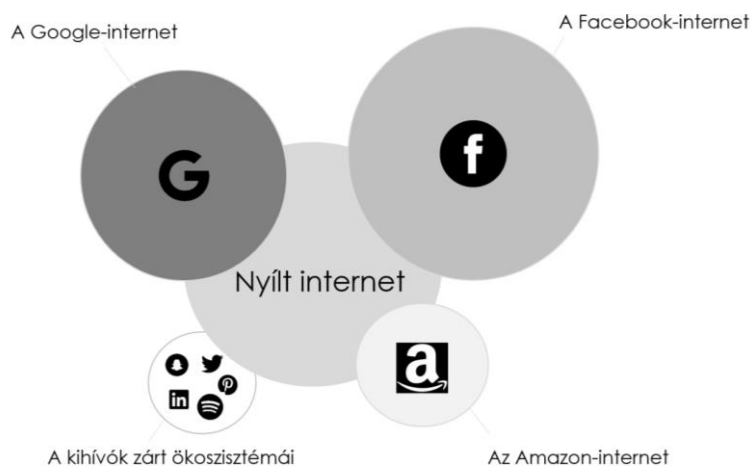 A Google-internet
A Facebook-internet
Nyílt internet
A kihívók zárt ökoszisztémái
Az Amazon-internet